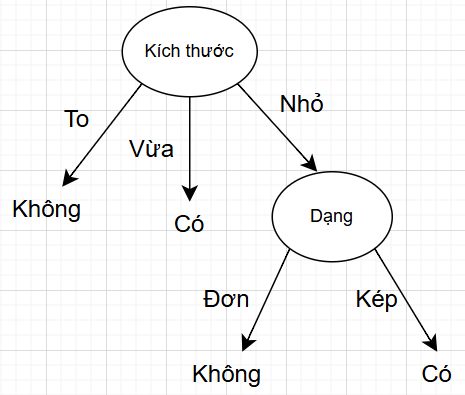 Kích thước
To
Vừa
Nhỏ
Không
Có
Dạng
Đơn
Kép
Không
Có